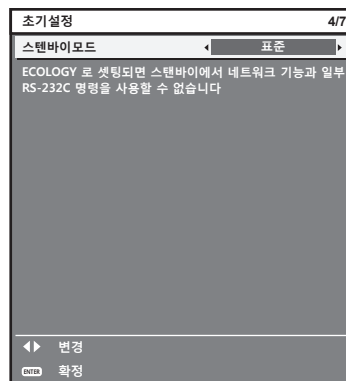 초기설정 4/7
스텐바이모드 표준
ECOLOGY 로 셋팅되면 스탠바이에서 네트워크 기능과 일부
RS-232C 명령을 사용할 수 없습니다
변경
ENTER 확정